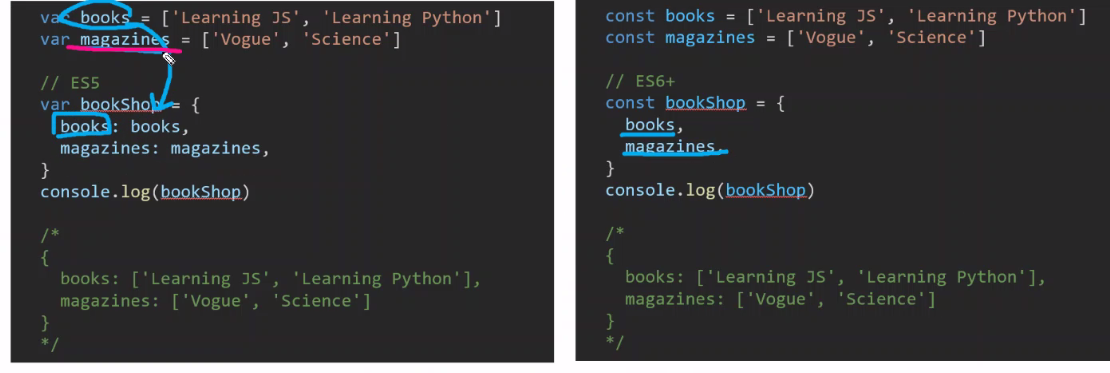 var books = ['Learning JS', 'Learning Python']
var magazines = ['Vogue', 'Science']
// ES5
var bookShop = {
books: books,
magazines: magazines,
}
console.log(bookShop)
/*
{
books: ['Learning JS', 'Learning Python'],
magazines: ['Vogue', 'Science']
}
*/
const books = ['Learning JS', 'Learning Python']
const magazines = ['Vogue', 'Science']
// ES6+
const bookShop = {
books,
magazines,
}
console.log(bookShop)
/*
{
books: ['Learning JS', 'Learning Python'],
magazines: ['Vogue', 'Science']
}
*/